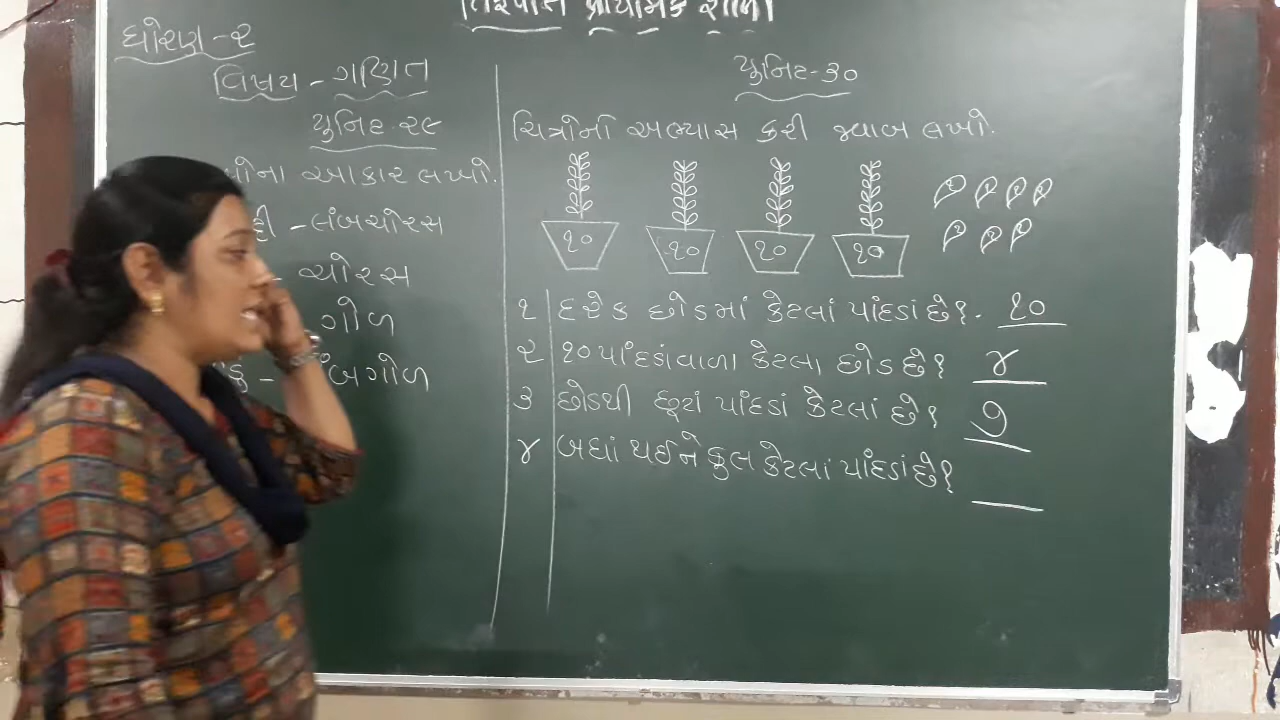 પ્રાથમિક શાળા
ધોરણ-૨
વિષય - ગણિત
યુનિટ-૨૯
આકાર લખો.
- લંબચોરસ
- ચોરસ
ગોળ
યુનિટ-૩૦
ચિત્રોનો અભ્યાસ કરી જવાબ લખો.
૧૦ ૧૦ ૧૦ ૧૦
૧ દરેક છોડમાં કેટલાં પાંદડાં છે?. ૧૦
૨ ૧૦ પાંદડાંવાળા કેટલા છોડ છે? ૪
૩ છોડથી છૂટાં પાંદડાં કેટલાં છે? ૭
૪ બધાં થઈને કુલ કેટલાં પાંદડાં છે?